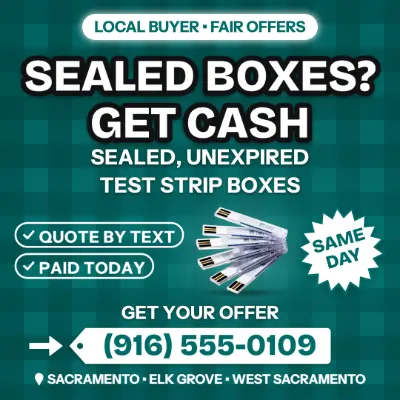 LOCAL BUYER • FAIR OFFERS
SEALED BOXES?
GET CASH
SEALED, UNEXPIRED
TEST STRIP BOXES
QUOTE BY TEXT
PAID TODAY
SAME
DAY
GET YOUR OFFER
(916) 555-0109
SACRAMENTO • ELK GROVE • WEST SACRAMENTO